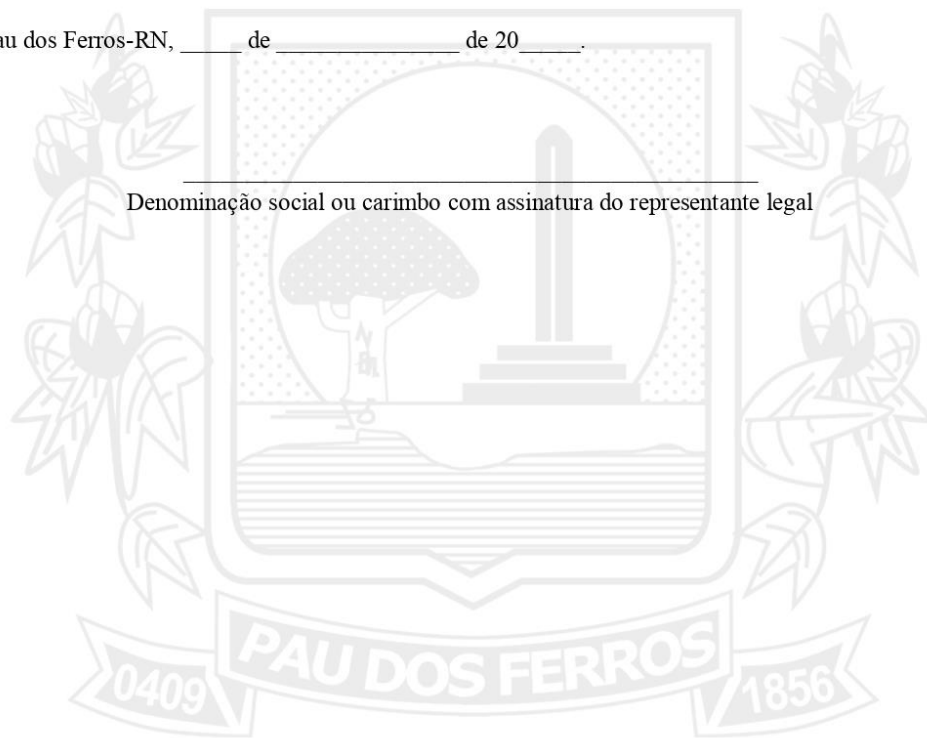 au dos Ferros-RN, _____ de _______________ de 20_____.
_______________________________________________
Denominação social ou carimbo com assinatura do representante legal
PAU DOS FERROS
0409
1856